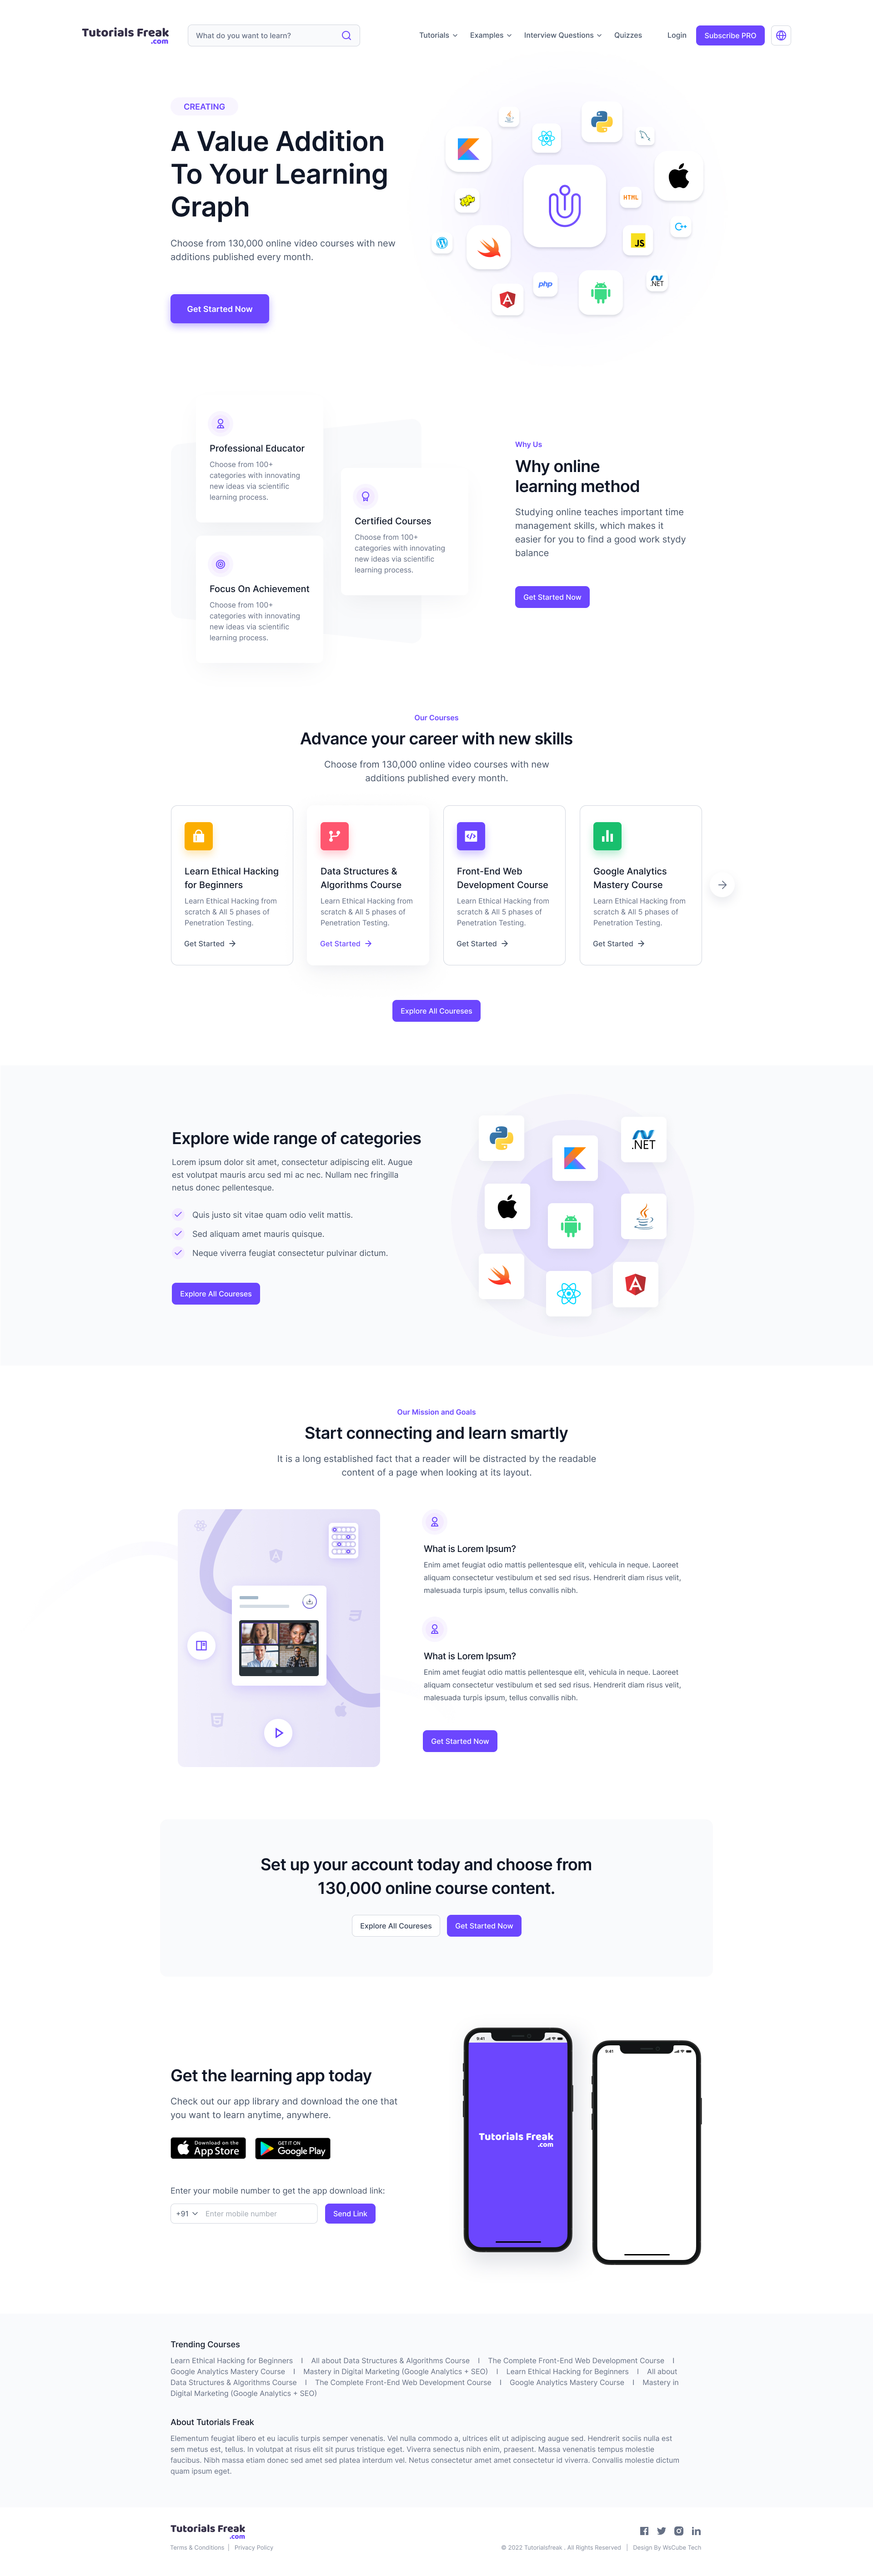 Tutorials Freak
.com
What do you want to learn?
Tutorials
Examples
Interview Questions
Quizzes
Login
Subscribe PRO
CREATING
A Value Addition
To Your Learning
Graph
Choose from 130,000 online video courses with new
additions published every month.
Get Started Now
HTML
JS
php
.NET
Professional Educator
Choose from 100+
categories with innovating
new ideas via scientific
learning process.
Certified Courses
Choose from 100+
categories with innovating
new ideas via scientific
learning process.
Focus On Achievement
Choose from 100+
categories with innovating
new ideas via scientific
learning process.
Why Us
Why online
learning method
Studying online teaches important time
management skills, which makes it
easier for you to find a good work stydy
balance
Get Started Now
Our Courses
Advance your career with new skills
Choose from 130,000 online video courses with new
additions published every month.
Learn Ethical Hacking
for Beginners
Learn Ethical Hacking from
scratch & All 5 phases of
Penetration Testing.
Get Started
Data Structures &
Algorithms Course
Learn Ethical Hacking from
scratch & All 5 phases of
Penetration Testing.
Get Started
Front-End Web
Development Course
Learn Ethical Hacking from
scratch & All 5 phases of
Penetration Testing.
Get Started
Google Analytics
Mastery Course
Learn Ethical Hacking from
scratch & All 5 phases of
Penetration Testing.
Get Started
Explore All Coureses
Explore wide range of categories
Lorem ipsum dolor sit amet, consectetur adipiscing elit. Augue
est volutpat mauris arcu sed mi ac nec. Nullam nec fringilla
netus donec pellentesque.
Quis justo sit vitae quam odio velit mattis.
Sed aliquam amet mauris quisque.
Neque viverra feugiat consectetur pulvinar dictum.
Explore All Coureses
.NET
Our Mission and Goals
Start connecting and learn smartly
It is a long established fact that a reader will be distracted by the readable
content of a page when looking at its layout.
What is Lorem Ipsum?
Enim amet feugiat odio mattis pellentesque elit, vehicula in neque. Laoreet
aliquam consectetur vestibulum et sed sed risus. Hendrerit diam risus velit,
malesuada turpis ipsum, tellus convallis nibh.
What is Lorem Ipsum?
Enim amet feugiat odio mattis pellentesque elit, vehicula in neque. Laoreet
aliquam consectetur vestibulum et sed sed risus. Hendrerit diam risus velit,
malesuada turpis ipsum, tellus convallis nibh.
Get Started Now
Set up your account today and choose from
130,000 online course content.
Explore All Coureses
Get Started Now
Get the learning app today
Check out our app library and download the one that
you want to learn anytime, anywhere.
Download on the
App Store
GET IT ON
Google Play
Enter your mobile number to get the app download link:
+91
Enter mobile number
Send Link
9:41
Tutorials Freak
.com
9:41
Trending Courses
Learn Ethical Hacking for Beginners | All about Data Structures & Algorithms Course | The Complete Front-End Web Development Course |
Google Analytics Mastery Course | Mastery in Digital Marketing (Google Analytics + SEO) | Learn Ethical Hacking for Beginners | All about
Data Structures & Algorithms Course | The Complete Front-End Web Development Course | Google Analytics Mastery Course | Mastery in
Digital Marketing (Google Analytics + SEO)
About Tutorials Freak
Elementum feugiat libero et eu iaculis turpis semper venenatis. Vel nulla commodo a, ultrices elit ut adipiscing augue sed. Hendrerit sociis nulla est
sem metus est, tellus. In volutpat at risus elit sit purus tristique eget. Viverra senectus nibh enim, praesent. Massa venenatis tempus molestie
faucibus. Nibh massa etiam donec sed amet sed platea interdum vel. Netus consectetur amet amet consectetur id viverra. Convallis molestie dictum
quam ipsum eget.
Tutorials Freak
.com
Terms & Conditions | Privacy Policy
© 2022 Tutorialsfreak . All Rights Reserved | Design By WsCube Tech